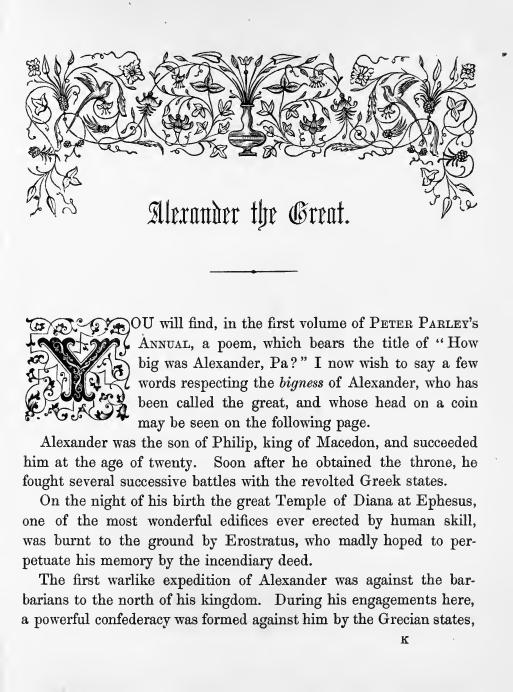 Alexander the Great.
YOU will find, in the first volume of PETER PARLEY'S
ANNUAL, a poem, which bears the title of "How
big was Alexander, Pa?" I now wish to say a few
words respecting the bigness of Alexander, who has
been called the great, and whose head on a coin
may be seen on the following page.
Alexander was the son of Philip, king of Macedon, and succeeded
him at the age of twenty. Soon after he obtained the throne, he
fought several successive battles with the revolted Greek states.
On the night of his birth the great Temple of Diana at Ephesus,
one of the most wonderful edifices ever erected by human skill,
was burnt to the ground by Erostratus, who madly hoped to per-
petuate his memory by the incendiary deed.
The first warlike expedition of Alexander was against the bar-
barians to the north of his kingdom. During his engagements here,
a powerful confederacy was formed against him by the Grecian states,
K